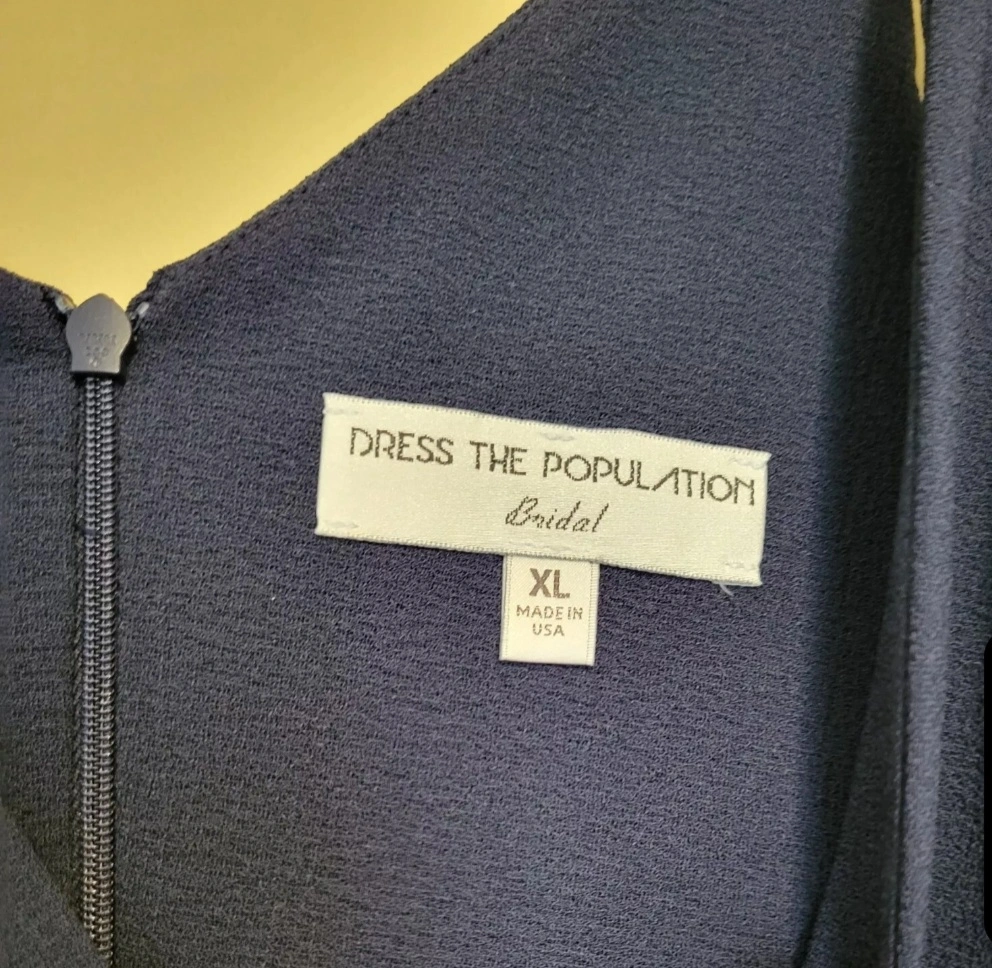 DRESS THE POPULATION
Bridal
XL
MADE IN
USA